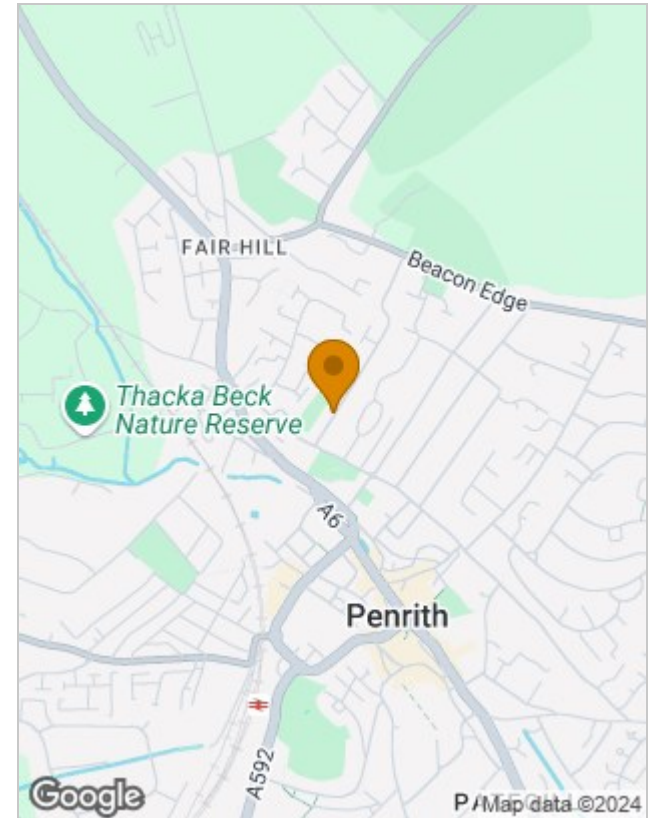 FAIR HILL
Beacon Edge
Thacka Beck
Nature Reserve
A6
Penrith
A592
Google
Map data ©2024